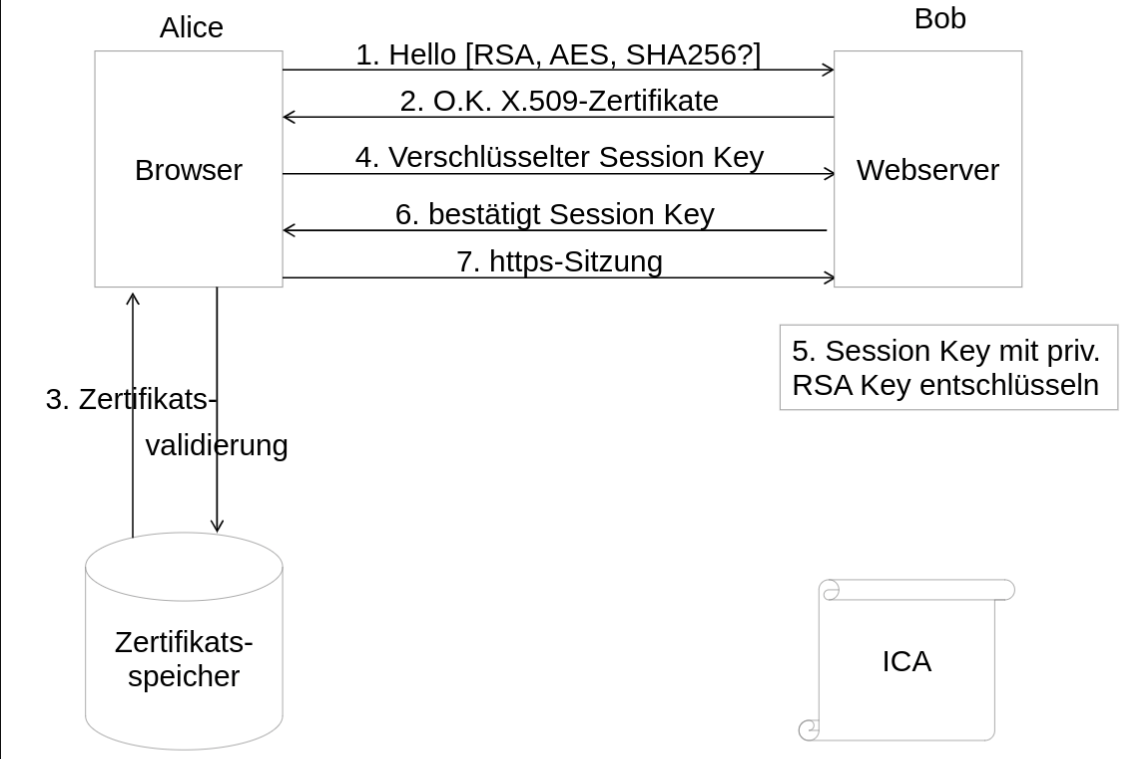 Alice
Bob
1. Hello [RSA, AES, SHA256?]
2. O.K. X.509-Zertifikate
Browser
4. Verschlüsselter Session Key
Webserver
6. bestätigt Session Key
7. https-Sitzung
5. Session Key mit priv.
RSA Key entschlüsseln
3. Zertifikats-
validierung
Zertifikats-
speicher
ICA